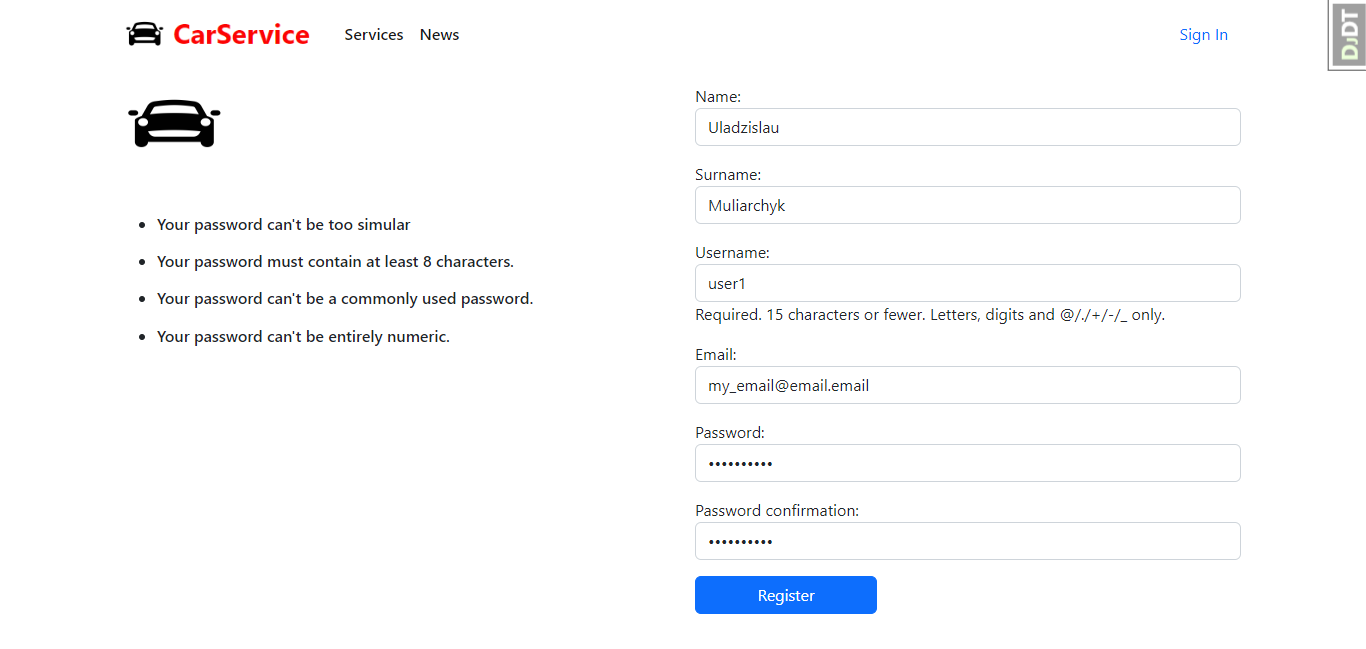 CarService
Services
News
Sign In
DjDT
Your password can't be too simular
Your password must contain at least 8 characters.
Your password can't be a commonly used password.
Your password can't be entirely numeric.
Name:
Uladzislau
Surname:
Muliarchyk
Username:
user1
Required. 15 characters or fewer. Letters, digits and @/./+/-/_ only.
Email:
my_email@email.email
Password:
••••••••••
Password confirmation:
••••••••••
Register